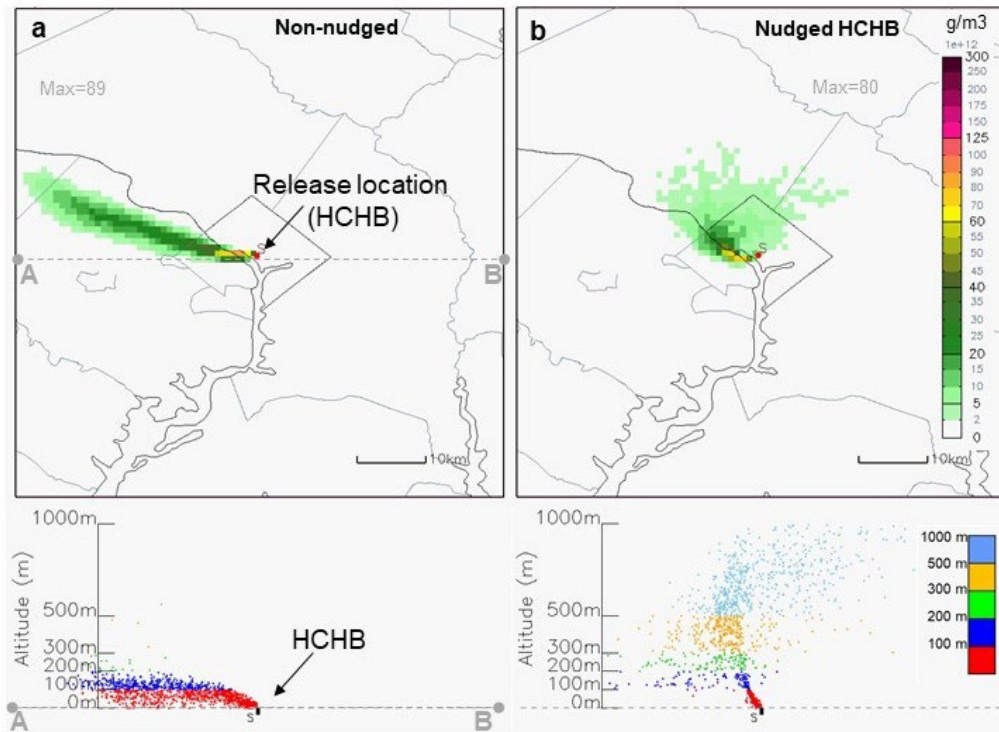 a
Non-nudged
Max=89
Release location
(HCHB)
S
A
B
10km
b
Nudged HCHB
Max=80
S
10km
g/m3
1e+12
300
250
200
175
125
100
90
80
70
60
50
45
40
35
30
25
20
15
10
5
2
0
1000m
500m
300m
200m
100m
0m
Altitude (m)
HCHB
A
S
B
1000m
500m
300m
200m
100m
0m
Altitude (m)
S
1000 m
500 m
300 m
200 m
100 m